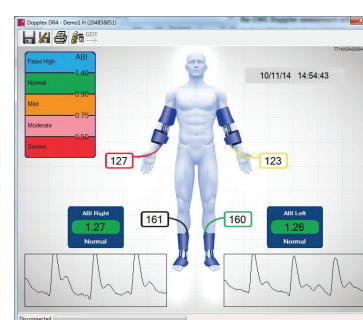 Dopplex DR4 - Demo1 H (204858851)
GDT
ABI
False High
1.40
Normal
0.90
Mild
0.75
Moderate
0.50
Severe
10/11/14 14:54:43
127
123
161
160
ABI Right
1.27
Normal
ABI Left
1.26
Normal
Disconnected